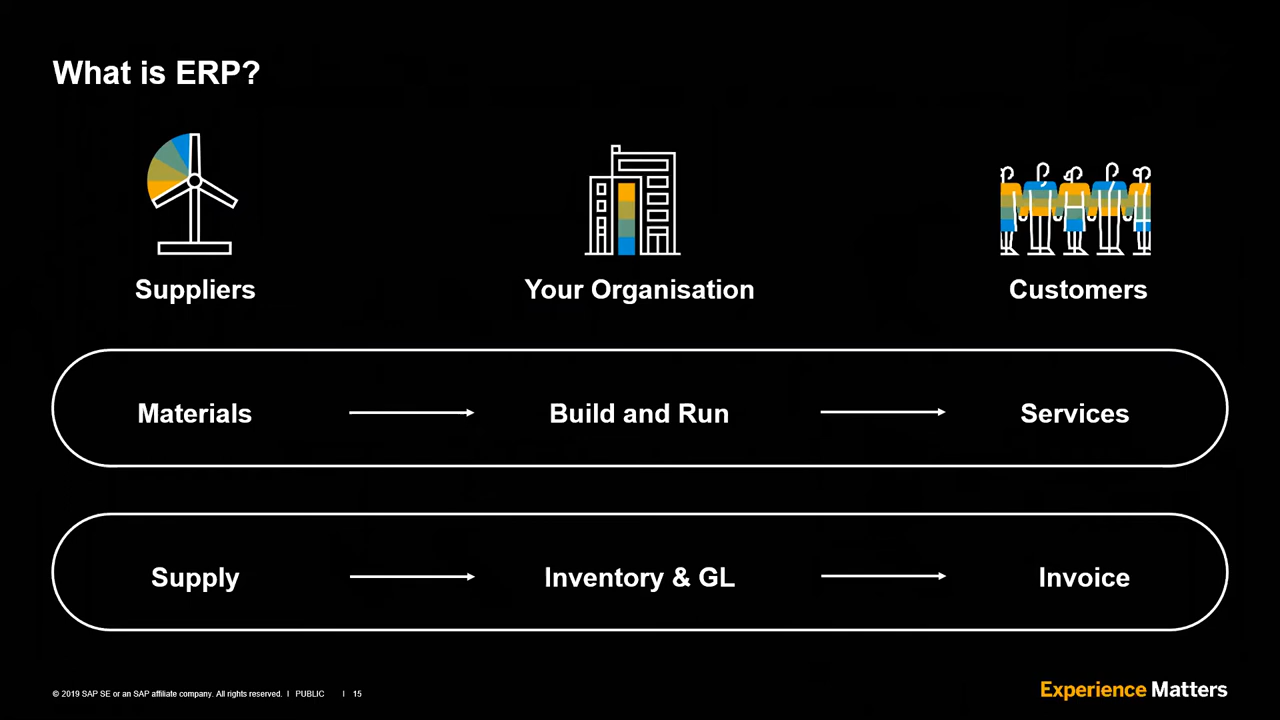 What is ERP?
Suppliers
Your Organisation
Customers
Materials
Build and Run
Services
Supply
Inventory & GL
Invoice
© 2019 SAP SE or an SAP affiliate company. All rights reserved. I PUBLIC I 15
Experience Matters